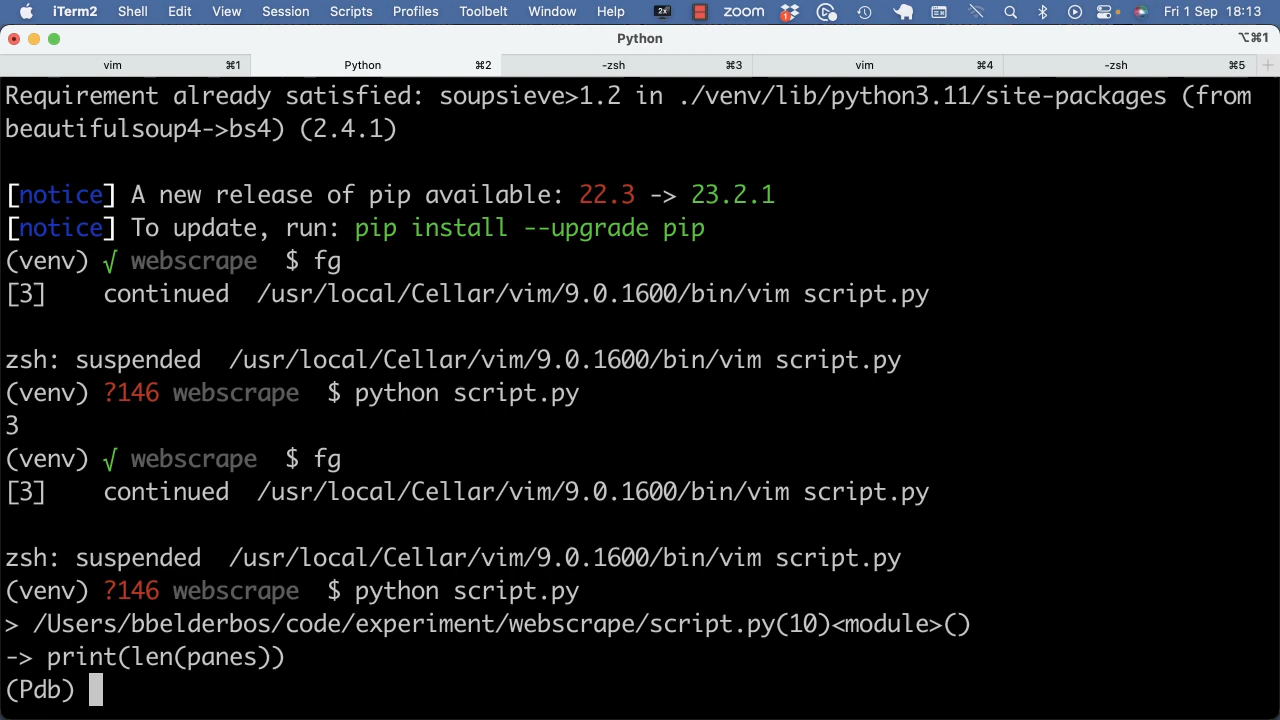 iTerm2 Shell Edit View Session Scripts Profiles Toolbelt Window Help 2x zoom 1 Fri 1 Sep 18:13
Python ⌥⌘1
vim ⌘1 Python ⌘2 -zsh ⌘3 vim ⌘4 -zsh ⌘5 +
Requirement already satisfied: soupsieve>1.2 in ./venv/lib/python3.11/site-packages (from
beautifulsoup4->bs4) (2.4.1)
[notice] A new release of pip available: 22.3 -> 23.2.1
[notice] To update, run: pip install --upgrade pip
(venv) √ webscrape  $ fg
[3]    continued  /usr/local/Cellar/vim/9.0.1600/bin/vim script.py
zsh: suspended  /usr/local/Cellar/vim/9.0.1600/bin/vim script.py
(venv) ?146 webscrape  $ python script.py
3
(venv) √ webscrape  $ fg
[3]    continued  /usr/local/Cellar/vim/9.0.1600/bin/vim script.py
zsh: suspended  /usr/local/Cellar/vim/9.0.1600/bin/vim script.py
(venv) ?146 webscrape  $ python script.py
> /Users/bbelderbos/code/experiment/webscrape/script.py(10)<module>()
-> print(len(panes))
(Pdb)